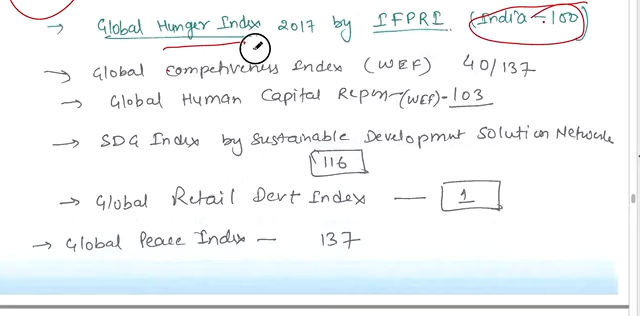 → Global Hunger Index 2017 by IFPRI (India - 100
→ Global Competiveness Index (WEF) 40/137
→ Global Human Capital Report (WEF) - 103
→ SDG Index by Sustainable Development Solution Network
116
→ Global Retail Devt Index — 1
→ Global Peace Index — 137